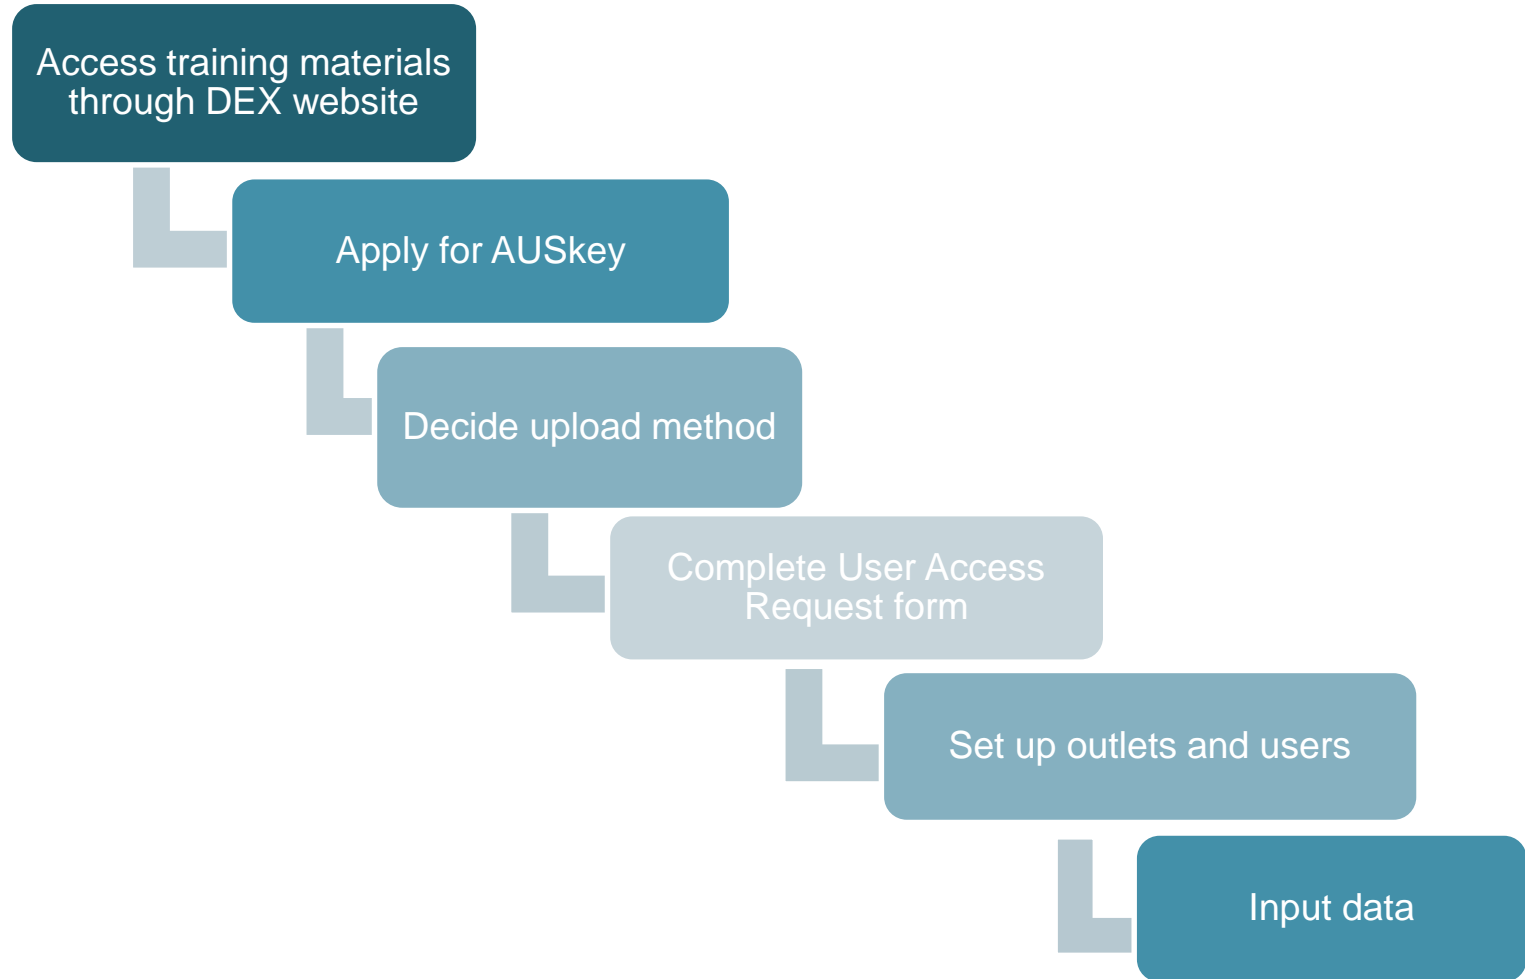 Access training materials
through DEX website
Apply for AUSkey
Decide upload method
Complete User Access
Request form
Set up outlets and users
Input data